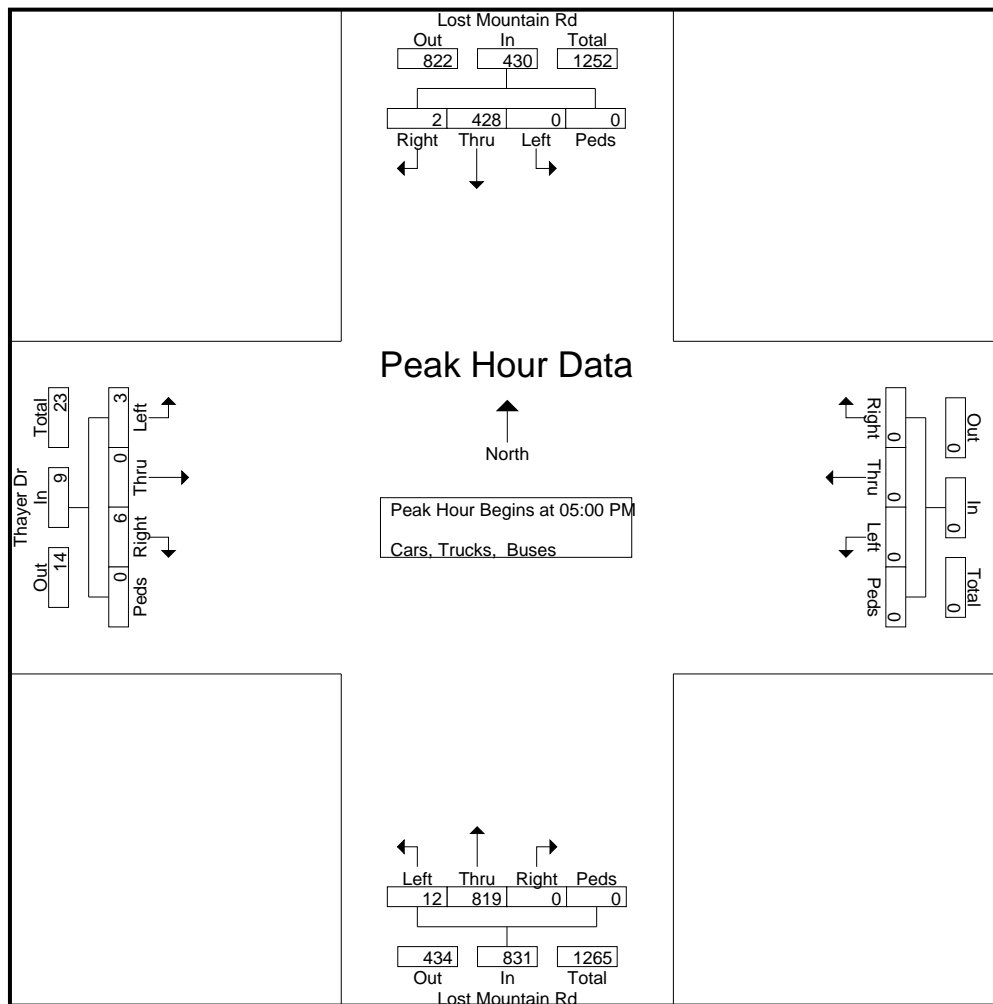 Lost Mountain Rd
Out In Total
822 430 1252
2 428 0 0
Right Thru Left Peds
Peak Hour Data
North
Peak Hour Begins at 05:00 PM
Cars, Trucks, Buses
Thayer Dr
Out In Total
14 9 23
0 6 0 3
Peds Right Thru Left
Right Thru Left Peds
0 0 0 0
Out In Total
0 0 0
Left Thru Right Peds
12 819 0 0
434 831 1265
Out In Total
Lost Mountain Rd